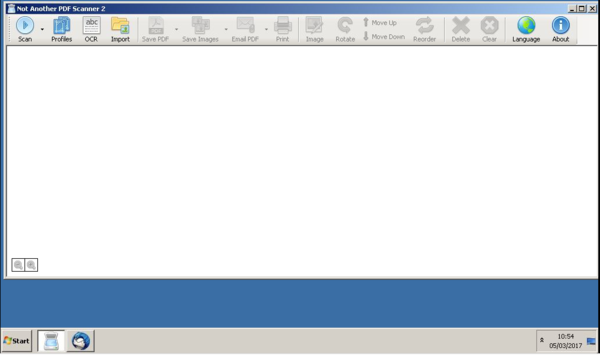 Not Another PDF Scanner 2
Scan Profiles abc OCR Import Save PDF Save Images Email PDF Print Image Rotate Move Up Move Down Reorder Delete Clear Language About
Start
10:54
05/03/2017